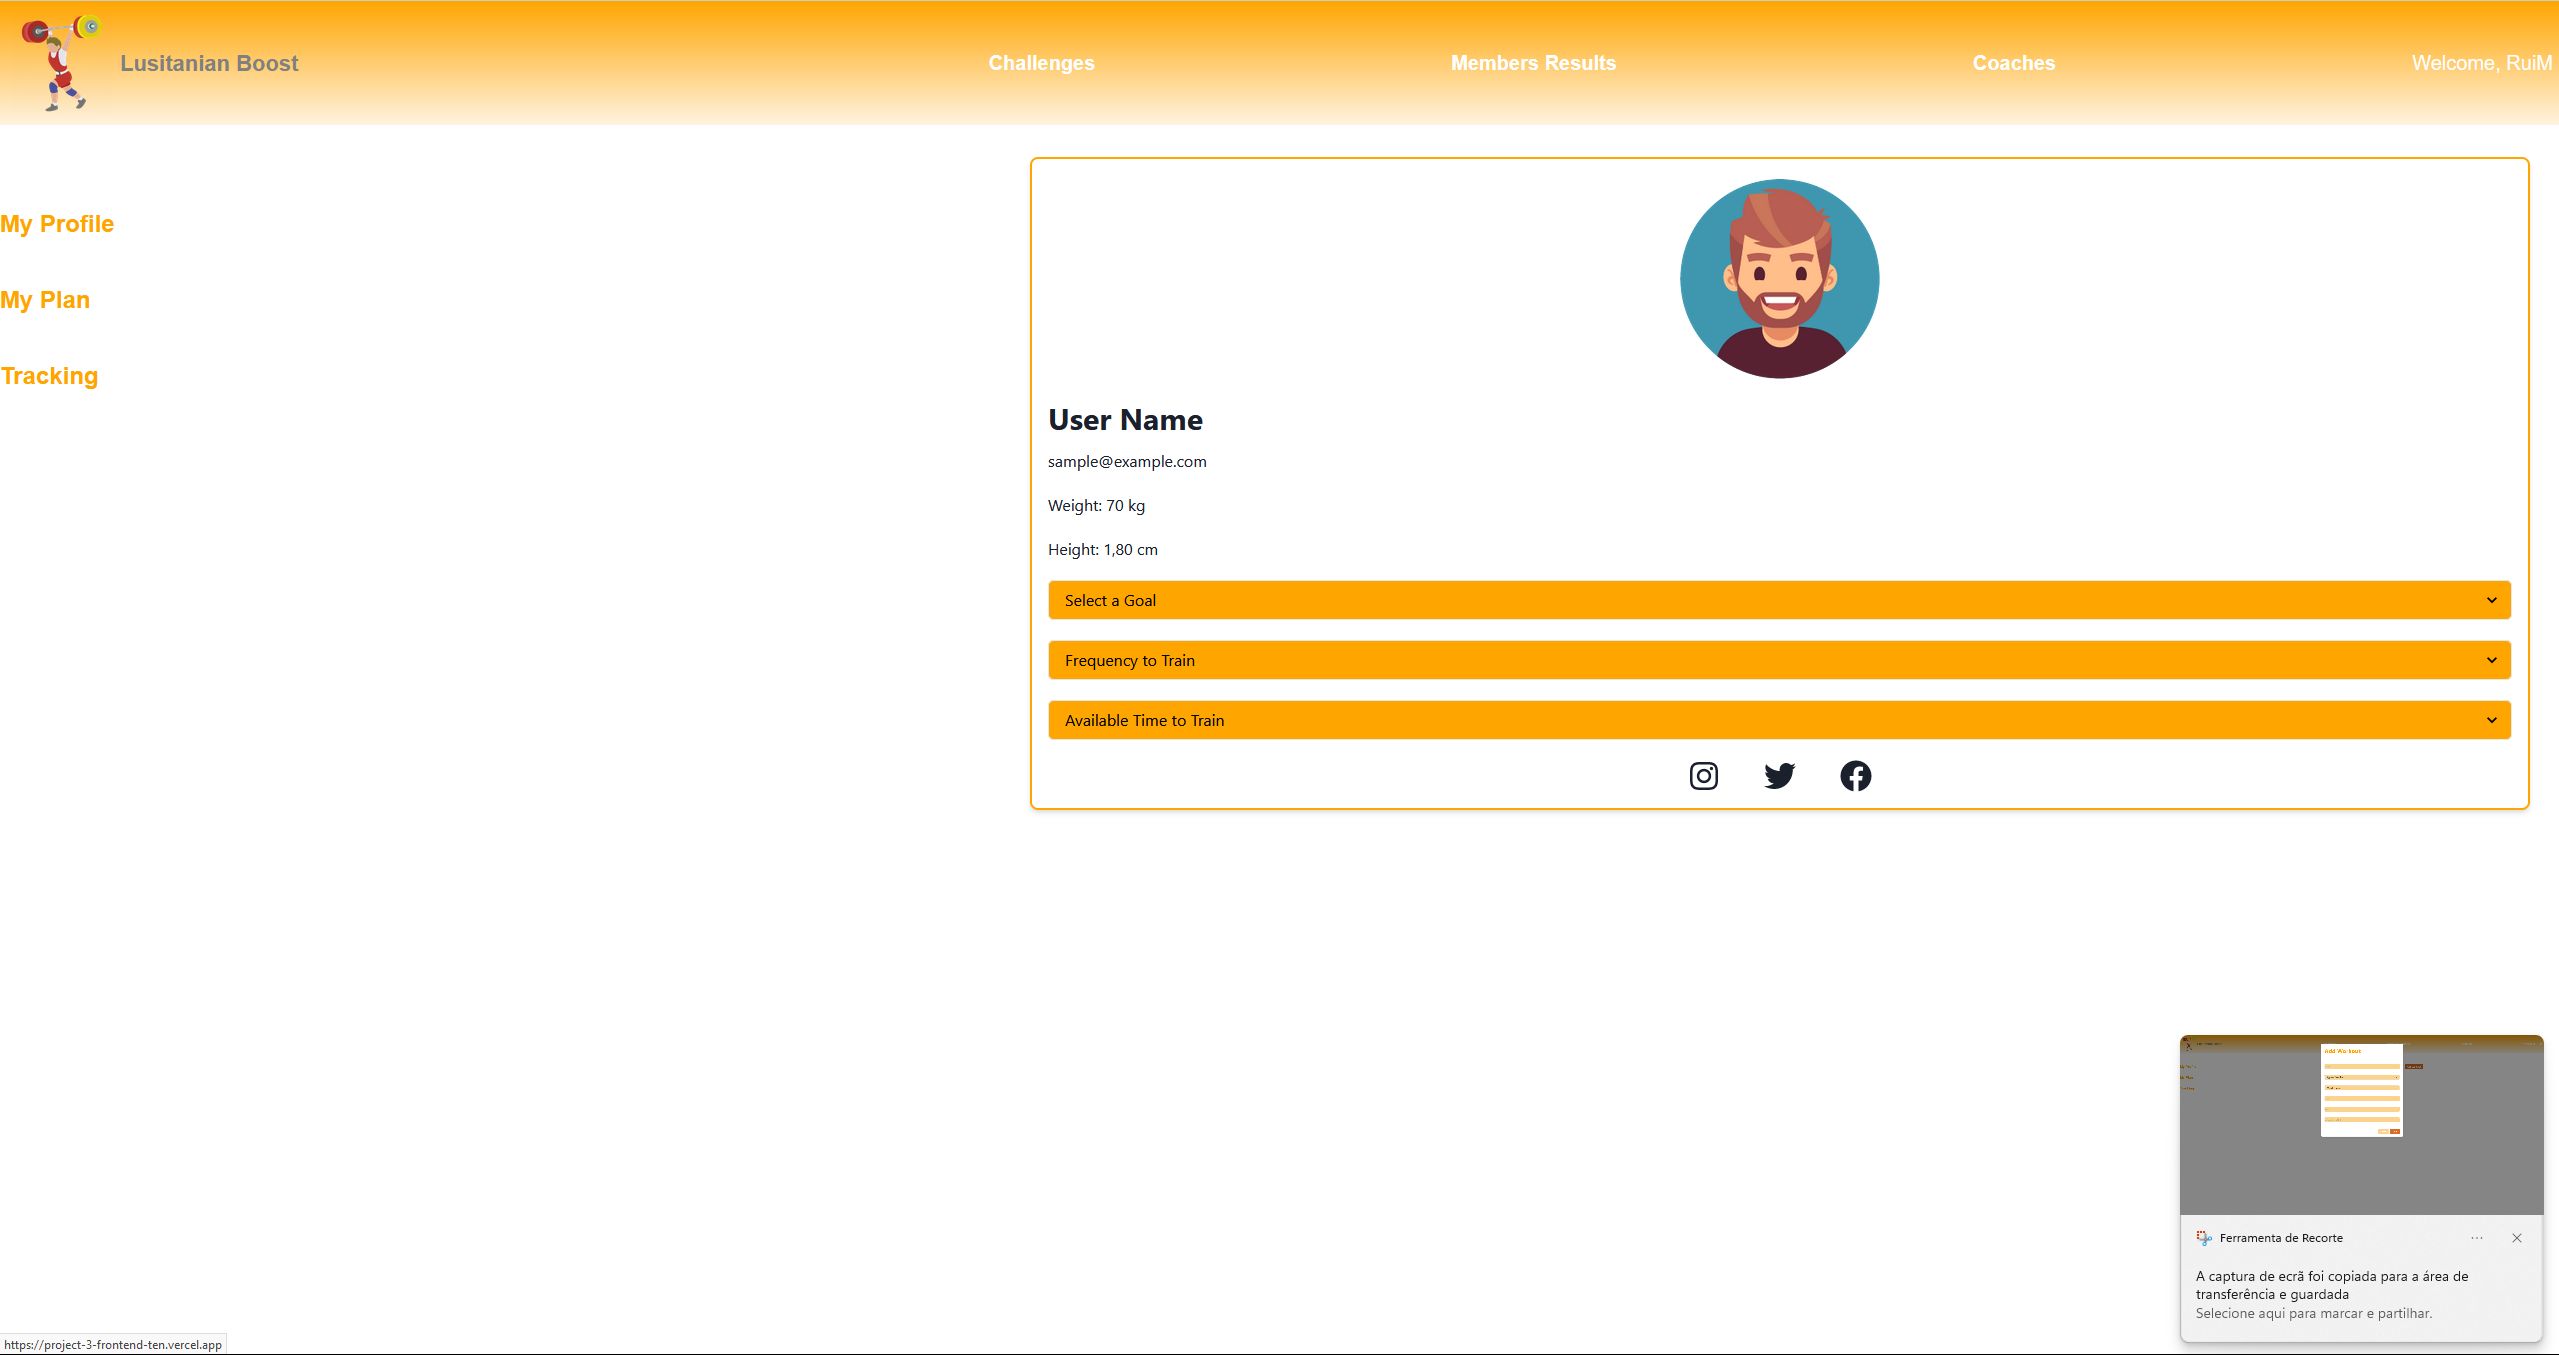 Lusitanian Boost
Challenges
Members Results
Coaches
Welcome, RuiM
My Profile
My Plan
Tracking
User Name
sample@example.com
Weight: 70 kg
Height: 1,80 cm
Select a Goal
Frequency to Train
Available Time to Train
Add Workout
Ferramenta de Recorte
A captura de ecrã foi copiada para a área de
transferência e guardada
Selecione aqui para marcar e partilhar.
https://project-3-frontend-ten.vercel.app